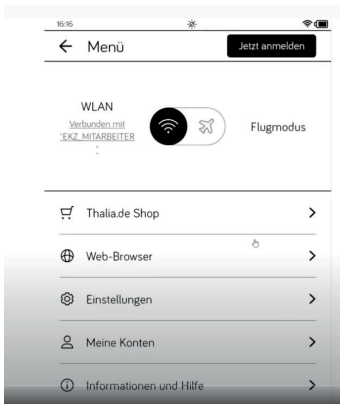 16:16
Menü
Jetzt anmelden
WLAN
Verbunden mit
"EKZ_MITARBEITER
"
Flugmodus
Thalia.de Shop
Web-Browser
Einstellungen
Meine Konten
Informationen und Hilfe